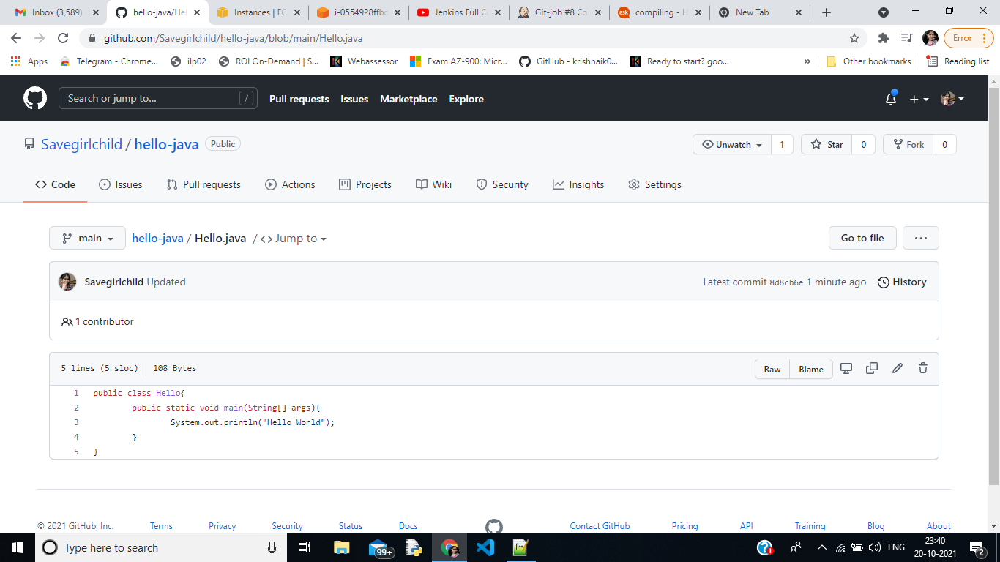 Inbox (3,589)
hello-java/He
Instances | EC
i-0554928ffbc
Jenkins Full C
Git-job #8 Co
compiling - H
New Tab
github.com/Savegirlchild/hello-java/blob/main/Hello.java
Error
Apps
Telegram - Chrome...
ilp02
ROI On-Demand | S...
Webassessor
Exam AZ-900: Micr...
GitHub - krishnaik0...
Ready to start? goo...
»
Other bookmarks
Reading list
Search or jump to...
/
Pull requests
Issues
Marketplace
Explore
Savegirlchild / hello-java
Public
Unwatch
1
Star
0
Fork
0
Code
Issues
Pull requests
Actions
Projects
Wiki
Security
Insights
Settings
main
hello-java / Hello.java / <> Jump to
Go to file
...
Savegirlchild Updated
Latest commit 8d8cb6e 1 minute ago
History
1 contributor
5 lines (5 sloc)
108 Bytes
Raw
Blame
1 public class Hello{
2 public static void main(String[] args){
3 System.out.println("Hello World");
4 }
5 }
© 2021 GitHub, Inc.
Terms
Privacy
Security
Status
Docs
Contact GitHub
Pricing
API
Training
Blog
About
Type here to search
99+
ENG
23:40
20-10-2021
2